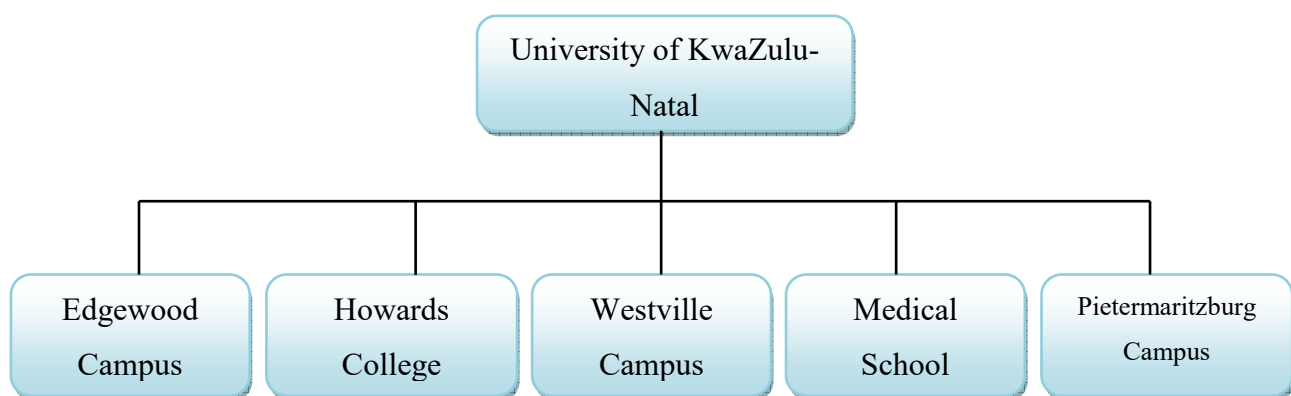 University of KwaZulu-
Natal
Edgewood
Campus
Howards
College
Westville
Campus
Medical
School
Pietermaritzburg
Campus